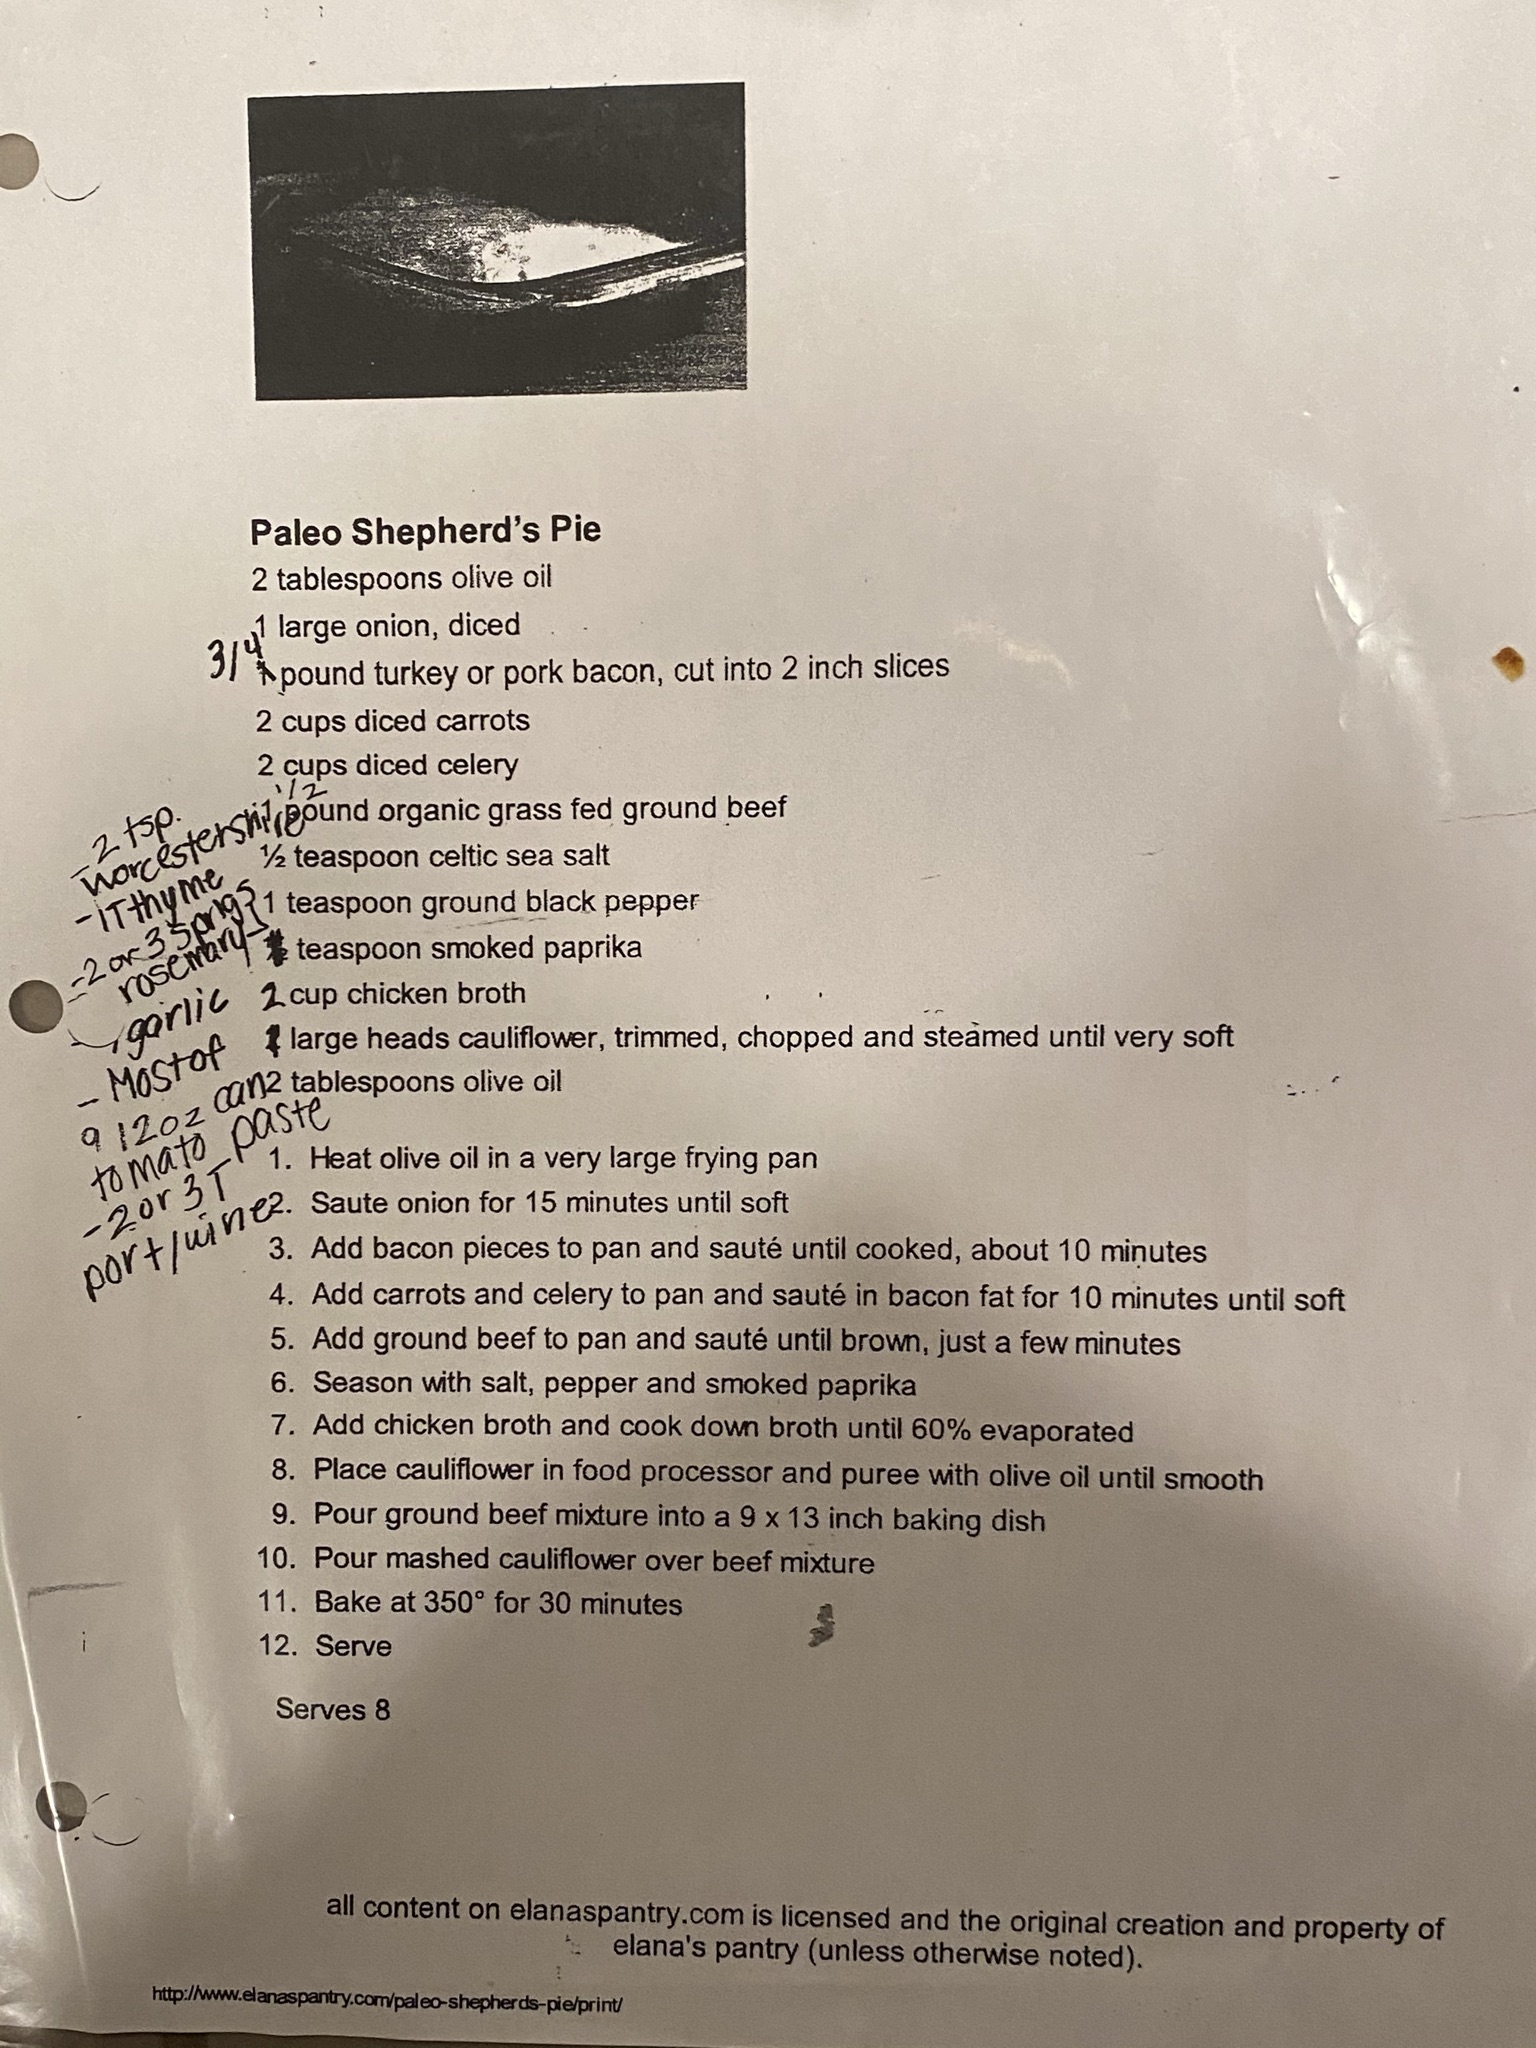 Paleo Shepherd's Pie
2 tablespoons olive oil
1 large onion, diced
3/4 pound turkey or pork bacon, cut into 2 inch slices
2 cups diced carrots
2 cups diced celery
1 1/2 pound organic grass fed ground beef
½ teaspoon celtic sea salt
1 teaspoon ground black pepper
teaspoon smoked paprika
2 cup chicken broth
large heads cauliflower, trimmed, chopped and steamed until very soft
2 tablespoons olive oil
- 2 tsp.
worcestershire
- 1T thyme
- 2 or 3 sprigs
rosemary
garlic
- Most of
a 12oz can
tomato paste
- 2 or 3 T
port/wine
1. Heat olive oil in a very large frying pan
2. Saute onion for 15 minutes until soft
3. Add bacon pieces to pan and sauté until cooked, about 10 minutes
4. Add carrots and celery to pan and sauté in bacon fat for 10 minutes until soft
5. Add ground beef to pan and sauté until brown, just a few minutes
6. Season with salt, pepper and smoked paprika
7. Add chicken broth and cook down broth until 60% evaporated
8. Place cauliflower in food processor and puree with olive oil until smooth
9. Pour ground beef mixture into a 9 x 13 inch baking dish
10. Pour mashed cauliflower over beef mixture
11. Bake at 350° for 30 minutes
12. Serve
Serves 8
all content on elanaspantry.com is licensed and the original creation and property of
elana's pantry (unless otherwise noted).
http://www.elanaspantry.com/paleo-shepherds-pie/print/